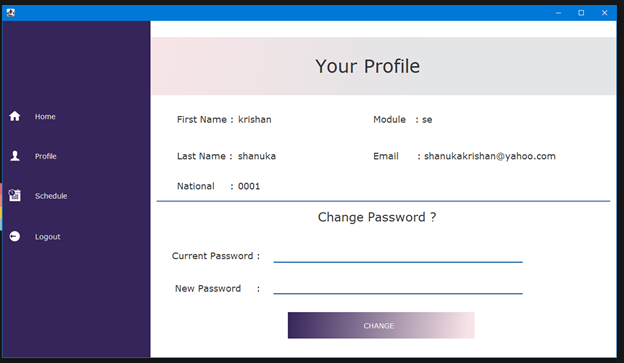 Your Profile
Home
Profile
Schedule
Logout
First Name : krishan
Module : se
Last Name : shanuka
Email : shanukakrishan@yahoo.com
National : 0001
Change Password ?
Current Password :
New Password :
CHANGE